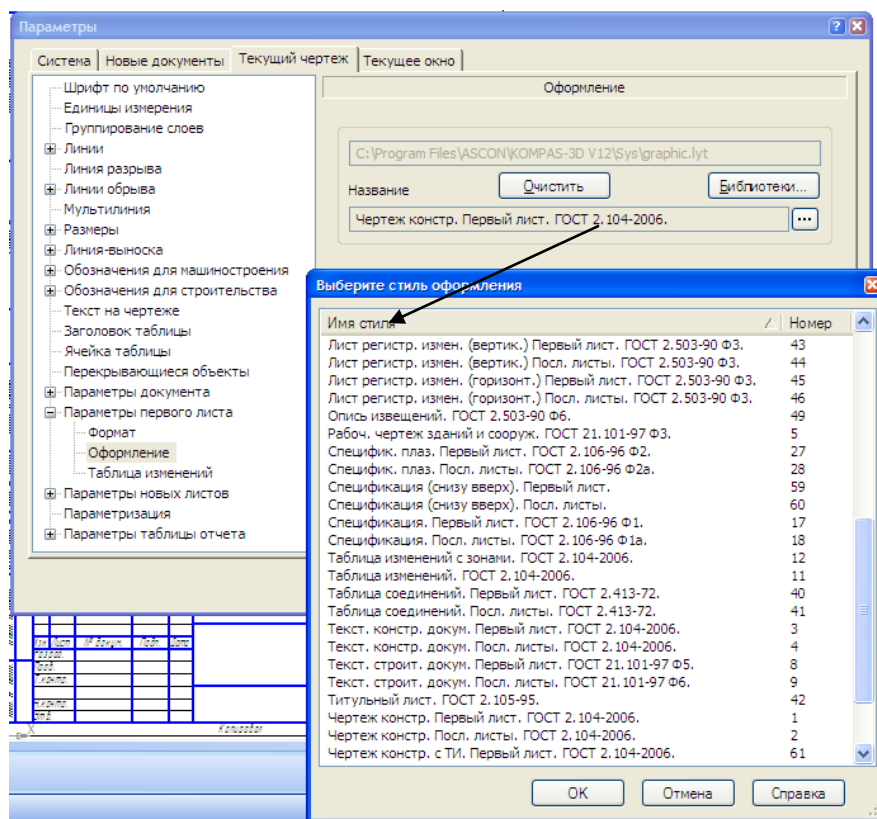 Параметры
Система
Новые документы
Текущий чертеж
Текущее окно
Шрифт по умолчанию
Единицы измерения
Группирование слоев
Линии
Линия разрыва
Линии обрыва
Мультилиния
Размеры
Линия-выноска
Обозначения для машиностроения
Обозначения для строительства
Текст на чертеже
Заголовок таблицы
Ячейка таблицы
Перекрывающиеся объекты
Параметры документа
Параметры первого листа
Формат
Оформление
Таблица изменений
Параметры новых листов
Параметризация
Параметры таблицы отчета
Оформление
C:\Program Files\ASCON\KOMPAS-3D V12\Sys\graphic.lyt
Название
Очистить
Библиотеки...
Чертеж констр. Первый лист. ГОСТ 2.104-2006.
...
Выберите стиль оформления
Имя стиля Номер
Лист регистр. измен. (вертик.) Первый лист. ГОСТ 2.503-90 Ф3. 43
Лист регистр. измен. (вертик.) Посл. листы. ГОСТ 2.503-90 Ф3. 44
Лист регистр. измен. (горизонт.) Первый лист. ГОСТ 2.503-90 Ф3. 45
Лист регистр. измен. (горизонт.) Посл. листы. ГОСТ 2.503-90 Ф3. 46
Опись извещений. ГОСТ 2.503-90 Ф6. 49
Рабоч. чертеж зданий и сооруж. ГОСТ 21.101-97 Ф3. 5
Специфик. плаз. Первый лист. ГОСТ 2.106-96 Ф2. 27
Специфик. плаз. Посл. листы. ГОСТ 2.106-96 Ф2а. 28
Спецификация (снизу вверх). Первый лист. 59
Спецификация (снизу вверх). Посл. листы. 60
Спецификация. Первый лист. ГОСТ 2.106-96 Ф1. 17
Спецификация. Посл. листы. ГОСТ 2.106-96 Ф1а. 18
Таблица изменений с зонами. ГОСТ 2.104-2006. 12
Таблица изменений. ГОСТ 2.104-2006. 11
Таблица соединений. Первый лист. ГОСТ 2.413-72. 40
Таблица соединений. Посл. листы. ГОСТ 2.413-72. 41
Текст. констр. докум. Первый лист. ГОСТ 2.104-2006. 3
Текст. констр. докум. Посл. листы. ГОСТ 2.104-2006. 4
Текст. строит. докум. Первый лист. ГОСТ 21.101-97 Ф5. 8
Текст. строит. докум. Посл. листы. ГОСТ 21.101-97 Ф6. 9
Титульный лист. ГОСТ 2.105-95. 42
Чертеж констр. Первый лист. ГОСТ 2.104-2006. 1
Чертеж констр. Посл. листы. ГОСТ 2.104-2006. 2
Чертеж констр. с ТИ. Первый лист. ГОСТ 2.104-2006. 61
OK
Отмена
Справка
Изм. Лист № докум. Подп. Дата
Разраб.
Пров.
Т.контр.
Н.контр.
Утв.
Копировал
X